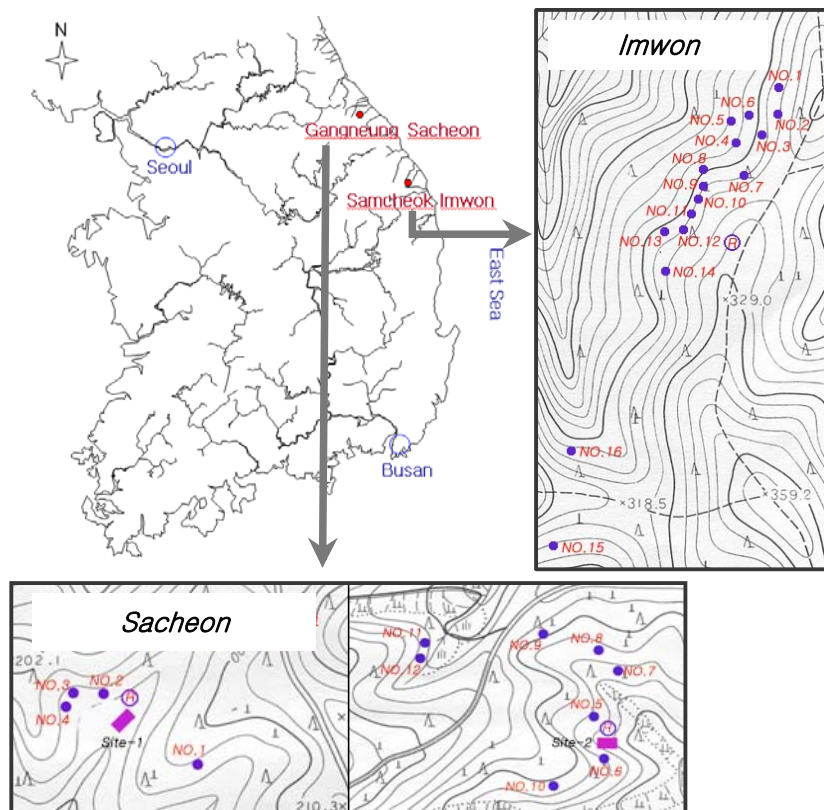 N
Gangneung Sacheon
Seoul
Samcheok Imwon
East Sea
Busan
Imwon
NO.1
NO.6
NO.5
NO.2
NO.4
NO.3
NO.8
NO.9
NO.7
NO.10
NO.11
NO.13
NO.12
R
NO.14
×329.0
NO.16
×318.5
×359.2
NO.15
Sacheon
202.1
NO.3
NO.2
R
NO.4
Site-1
NO.1
210.3×
NO.11
NO.12
NO.9
NO.8
NO.7
NO.5
R
Site-2
NO.6
NO.10